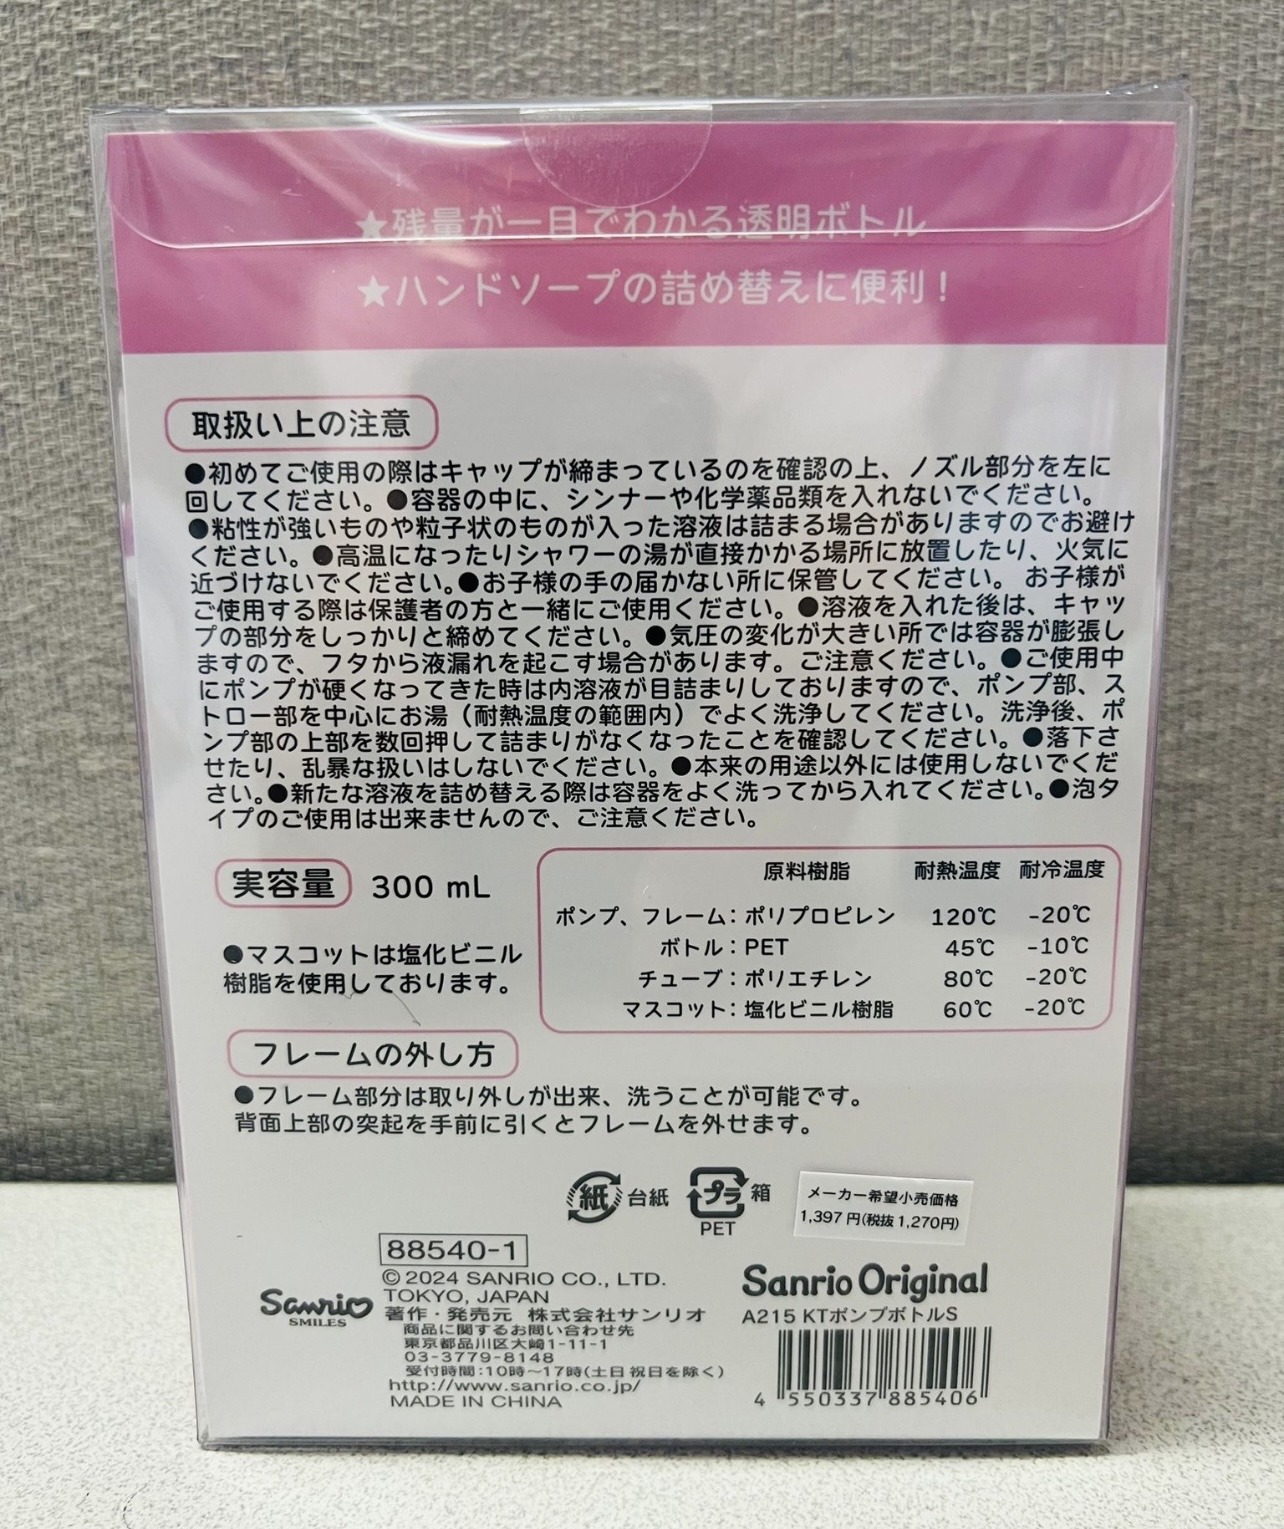 ★残量が一目でわかる透明ボトル
★ハンドソープの詰め替えに便利！
取扱い上の注意
●初めてご使用の際はキャップが締まっているのを確認の上、ノズル部分を左に
回してください。●容器の中に、シンナーや化学薬品類を入れないでください。
●粘性が強いものや粒子状のものが入った溶液は詰まる場合がありますのでお避け
ください。●高温になったりシャワーの湯が直接かかる場所に放置したり、火気に
近づけないでください。●お子様の手の届かない所に保管してください。 お子様が
ご使用する際は保護者の方と一緒にご使用ください。●溶液を入れた後は、キャッ
プの部分をしっかりと締めてください。●気圧の変化が大きい所では容器が膨張し
ますので、フタから液漏れを起こす場合があります。ご注意ください。●ご使用中
にポンプが硬くなってきた時は内溶液が目詰まりしておりますので、ポンプ部、ス
トロー部を中心にお湯（耐熱温度の範囲内）でよく洗浄してください。洗浄後、ポ
ンプ部の上部を数回押して詰まりがなくなったことを確認してください。●落下さ
せたり、乱暴な扱いはしないでください。●本来の用途以外には使用しないでくだ
さい。●新たな溶液を詰め替える際は容器をよく洗ってから入れてください。●泡タ
イプのご使用は出来ませんので、ご注意ください。
実容量 300 mL
●マスコットは塩化ビニル
樹脂を使用しております。
原料樹脂 耐熱温度 耐冷温度
ポンプ、フレーム：ポリプロピレン 120℃ -20℃
ボトル：PET 45℃ -10℃
チューブ：ポリエチレン 80℃ -20℃
マスコット：塩化ビニル樹脂 60℃ -20℃
フレームの外し方
●フレーム部分は取り外しが出来、洗うことが可能です。
背面上部の突起を手前に引くとフレームを外せます。
紙 台紙 プラ 箱
PET
メーカー希望小売価格
1,397 円(税抜 1,270円)
88540-1
©2024 SANRIO CO., LTD.
TOKYO, JAPAN
著作・発売元 株式会社サンリオ
商品に関するお問い合わせ先
東京都品川区大崎1-11-1
03-3779-8148
受付時間：10時～17時(土日祝日を除く)
http://www.sanrio.co.jp/
MADE IN CHINA
Sanrio
SMILES
Sanrio Original
A215 KTポンプボトルS
4 550337 885406